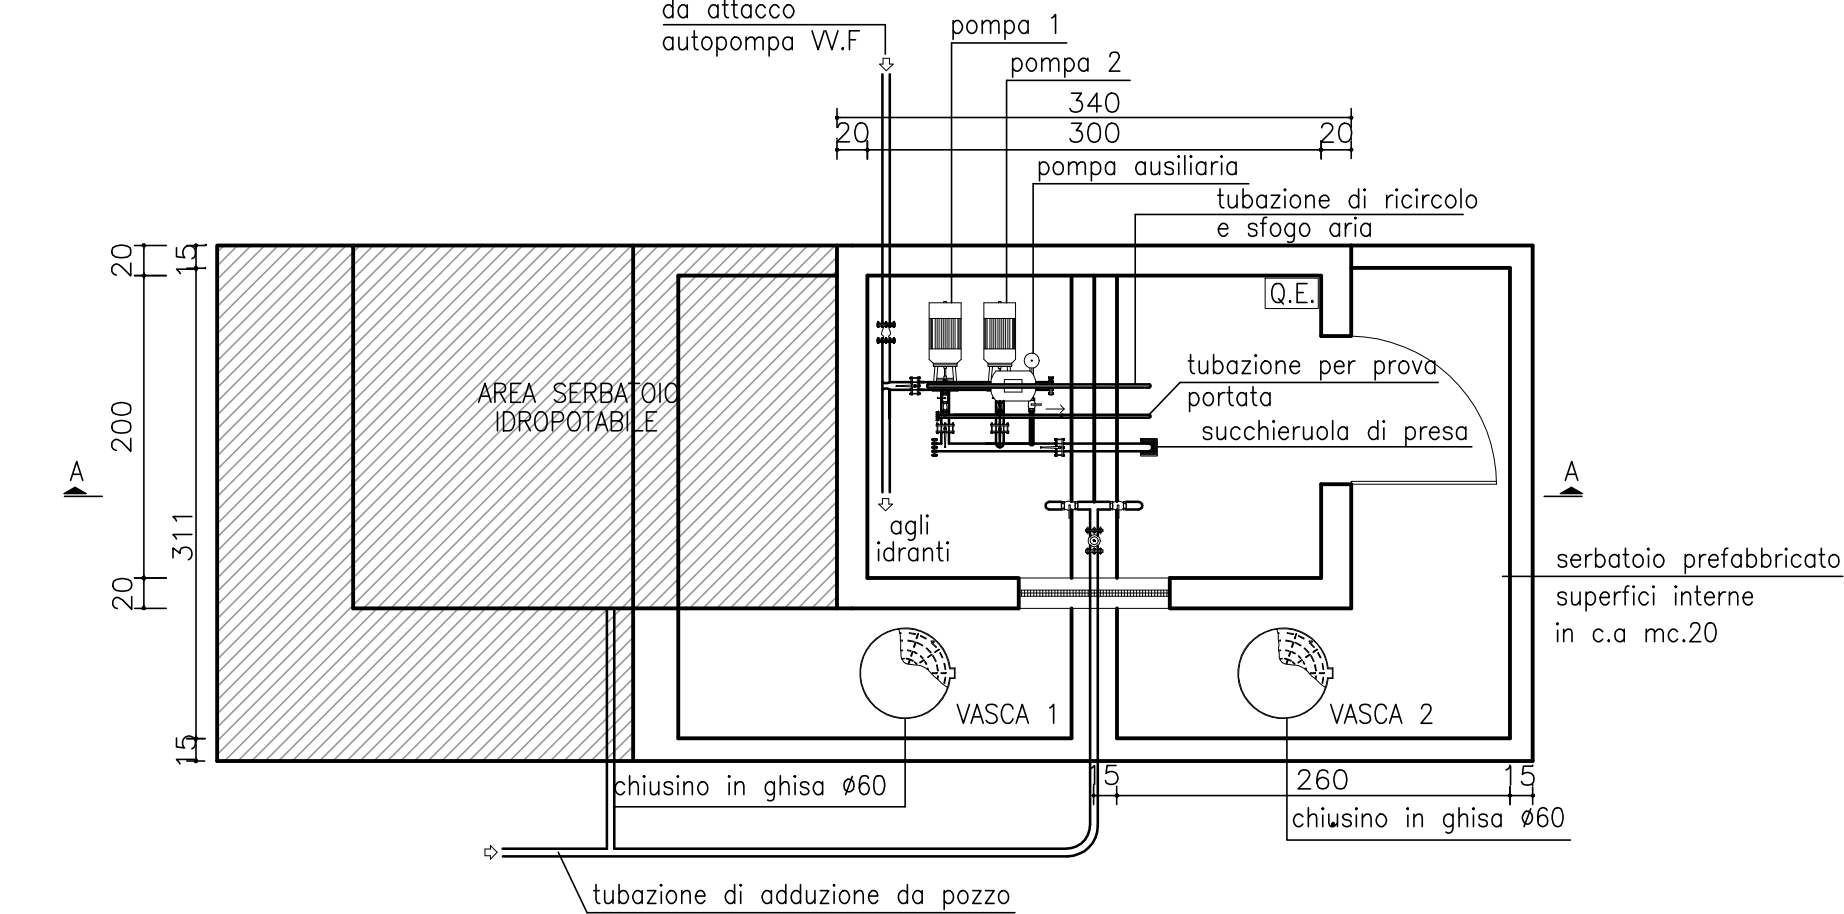 da attacco
autopompa VV.F
pompa 1
pompa 2
340
20
300
20
pompa ausiliaria
tubazione di ricircolo
e sfogo aria
20
15
Q.E.
tubazione per prova
portata
AREA SERBATOIO
IDROPOTABILE
200
succhieruola di presa
A
A
311
agli
idranti
20
serbatoio prefabbricato
superfici interne
in c.a mc.20
VASCA 1
VASCA 2
15
15
260
15
chiusino in ghisa Ø60
chiusino in ghisa Ø60
tubazione di adduzione da pozzo